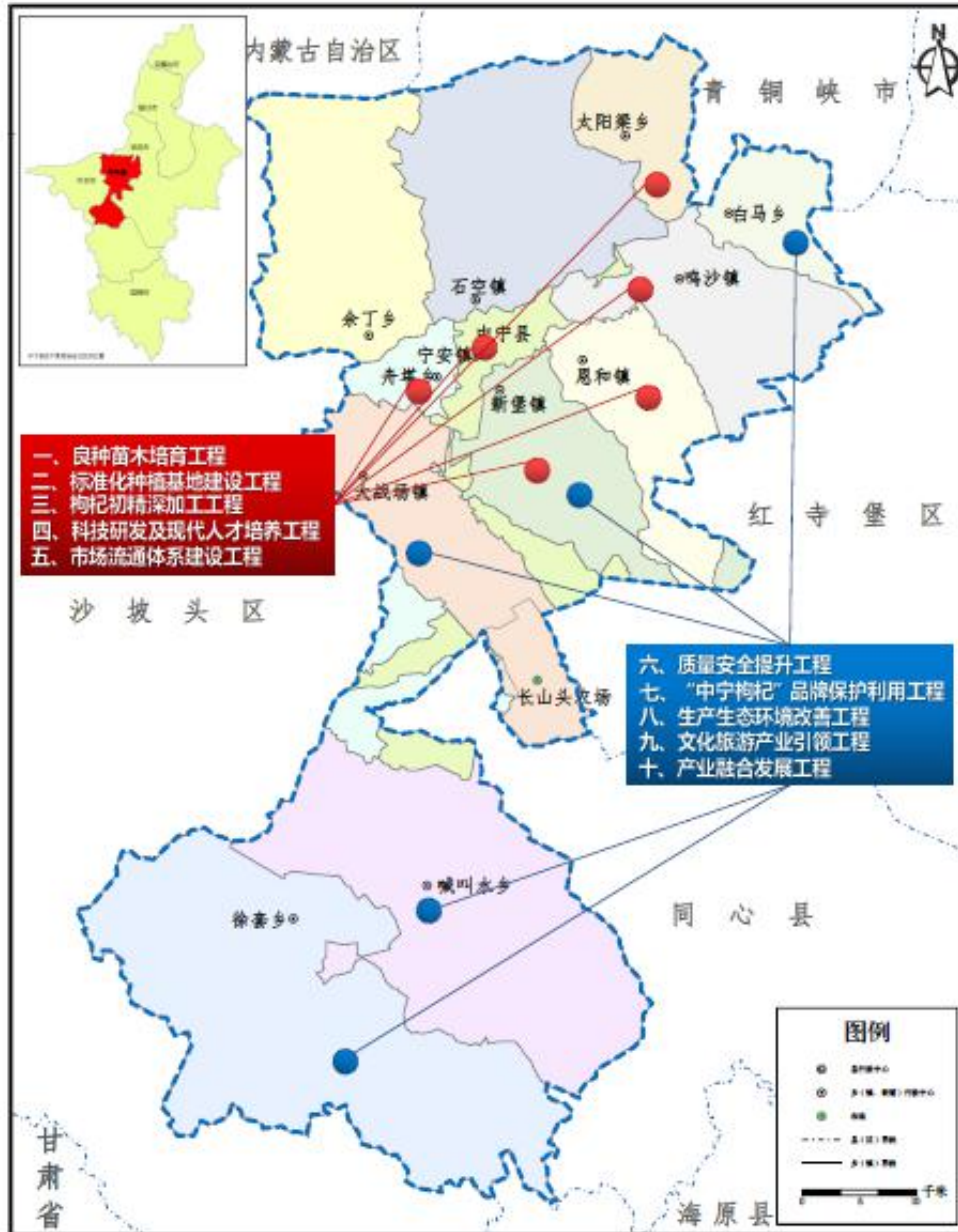 内蒙古自治区
N
青铜峡市
太阳梁乡
白马乡
石空镇
鸣沙镇
余丁乡
中宁县
宁安镇
舟塔乡
恩和镇
新堡镇
一、良种苗木培育工程
二、标准化种植基地建设工程
三、枸杞初精深加工工程
四、科技研发及现代人才培养工程
五、市场流通体系建设工程
大战场镇
红寺堡区
沙坡头区
六、质量安全提升工程
七、“中宁枸杞”品牌保护利用工程
八、生产生态环境改善工程
九、文化旅游产业引领工程
十、产业融合发展工程
长山头农场
喊叫水乡
徐套乡
同心县
图例
千米
甘肃省
海原县